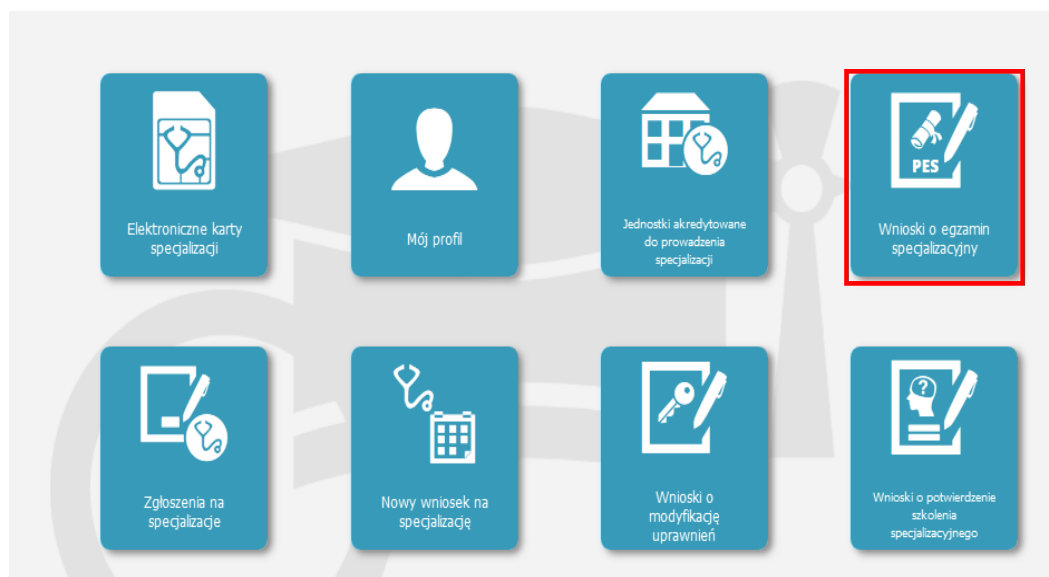 PES
Elektroniczne karty
specjalizacji
Mój profil
Jednostki akredytowane
do prowadzenia
specjalizacji
Wnioski o egzamin
specjalizacyjny
?
Zgłoszenia na
specjalizacje
Nowy wniosek na
specjalizację
Wnioski o
modyfikację
uprawnień
Wnioski o potwierdzenie
szkolenia
specjalizacyjnego